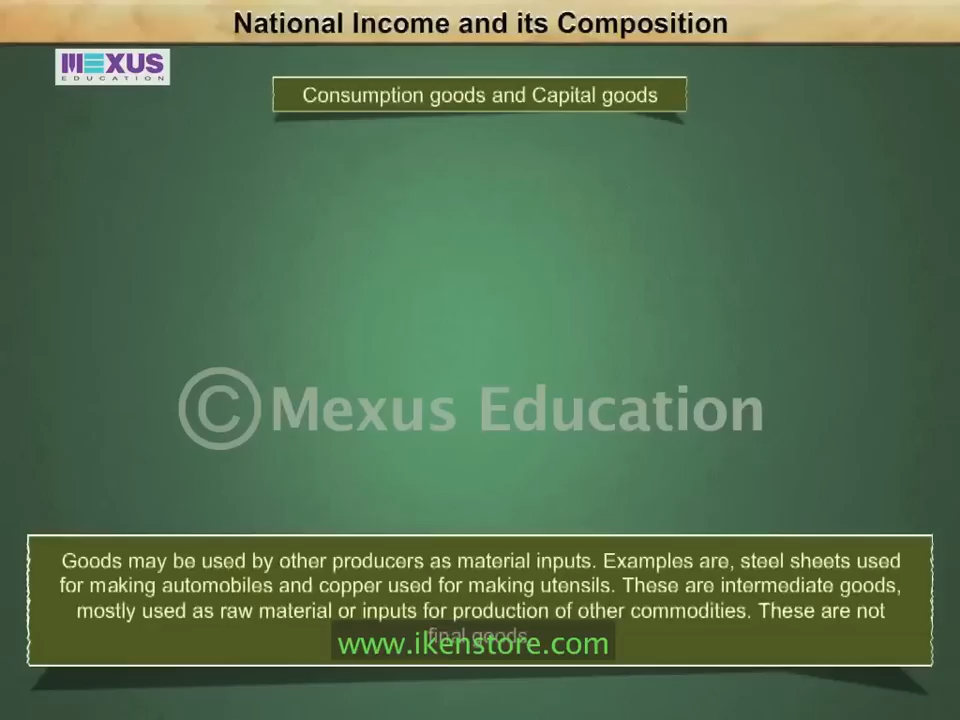 National Income and its Composition
MEXUS
EDUCATION
Consumption goods and Capital goods
© Mexus Education
Goods may be used by other producers as material inputs. Examples are, steel sheets used
for making automobiles and copper used for making utensils. These are intermediate goods,
mostly used as raw material or inputs for production of other commodities. These are not
final goods.
www.ikenstore.com